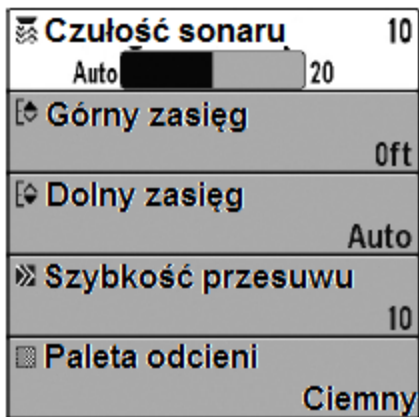 Czułość sonaru 10
Auto 20
Górny zasięg
0ft
Dolny zasięg
Auto
Szybkość przesuwu
10
Paleta odcieni
Ciemny